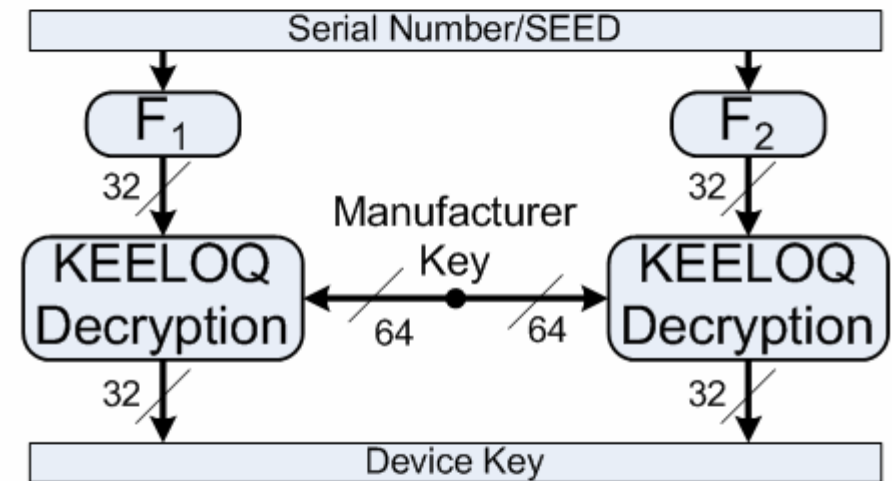 Serial Number/SEED
F1
F2
32
32
Manufacturer
Key
KEELOQ
Decryption
KEELOQ
Decryption
64
64
32
32
Device Key